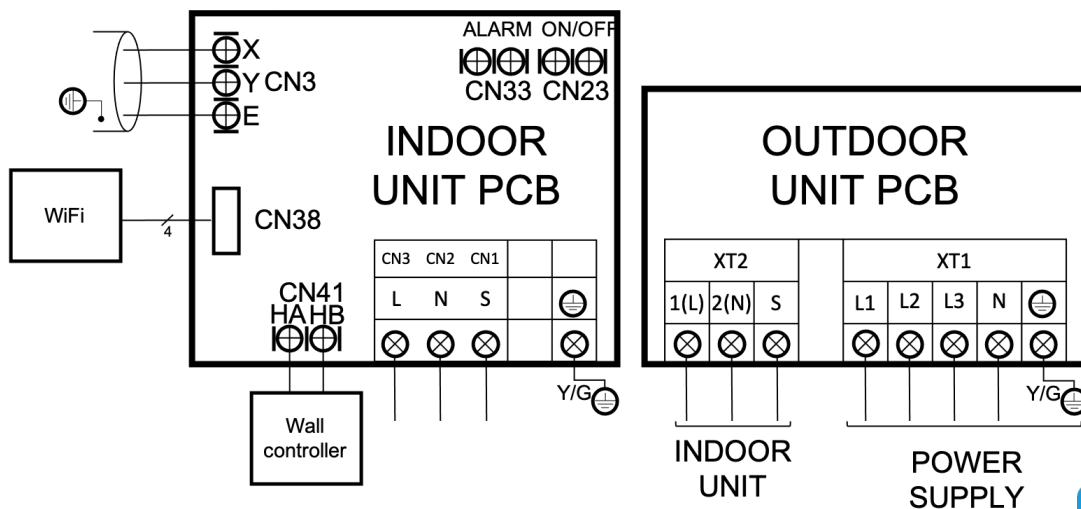 ALARM ON/OFF
CN33 CN23
X
Y CN3
E
INDOOR
UNIT PCB
WiFi
4
CN38
CN3 CN2 CN1
L N S
CN41
HA HB
Y/G
Wall
controller
OUTDOOR
UNIT PCB
XT2 XT1
1(L) 2(N) S L1 L2 L3 N
Y/G
INDOOR
UNIT
POWER
SUPPLY